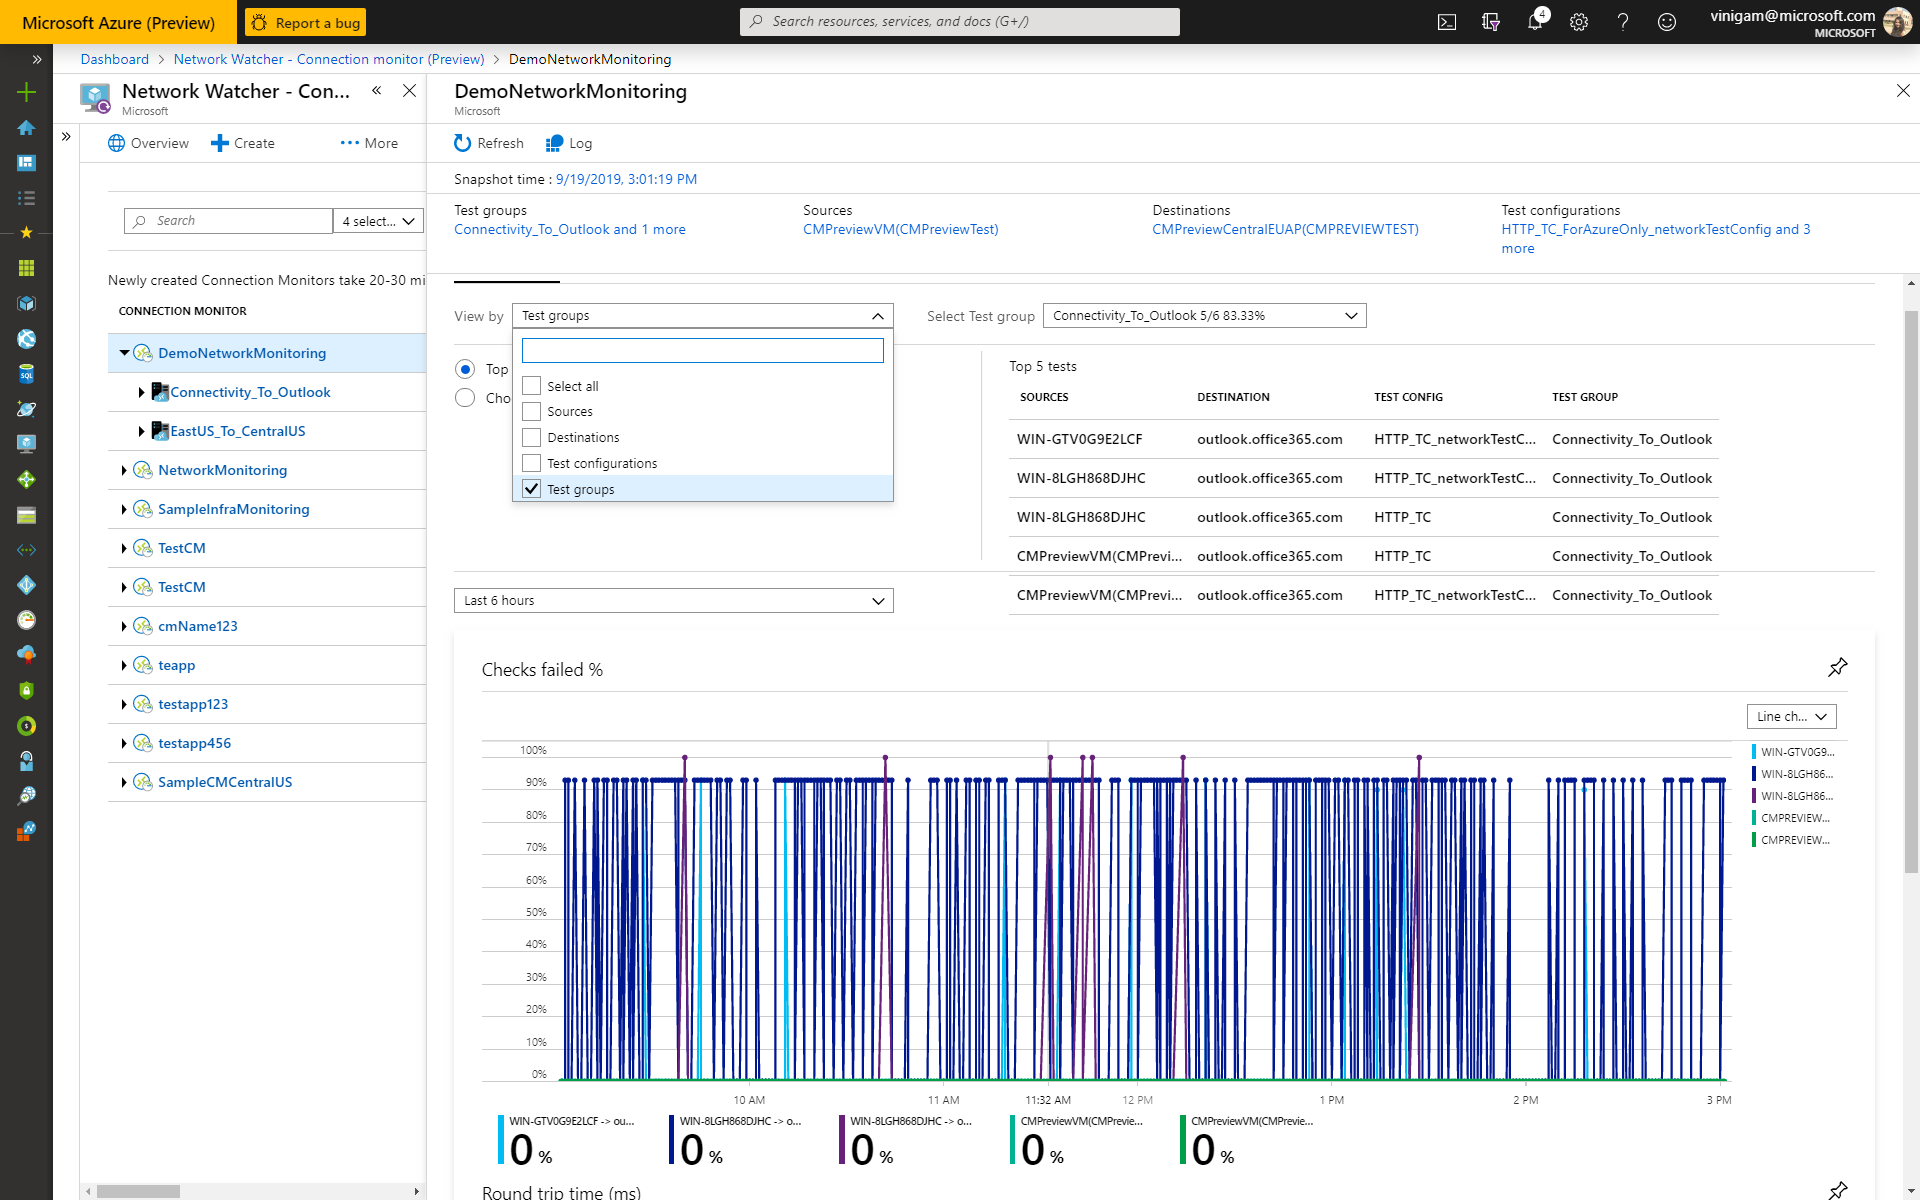 Microsoft Azure (Preview)
Report a bug
Search resources, services, and docs (G+/)
4
vinigam@microsoft.com
MICROSOFT
Dashboard > Network Watcher - Connection monitor (Preview) > DemoNetworkMonitoring
Network Watcher - Con...
Microsoft
Overview
Create
More
Search
4 select...
Newly created Connection Monitors take 20-30 mi
CONNECTION MONITOR
DemoNetworkMonitoring
Connectivity_To_Outlook
EastUS_To_CentralUS
NetworkMonitoring
SampleInfraMonitoring
TestCM
TestCM
cmName123
teapp
testapp123
testapp456
SampleCMCentralUS
DemoNetworkMonitoring
Microsoft
Refresh
Log
Snapshot time : 9/19/2019, 3:01:19 PM
Test groups
Connectivity_To_Outlook and 1 more
Sources
CMPreviewVM(CMPreviewTest)
Destinations
CMPreviewCentralEUAP(CMPREVIEWTEST)
Test configurations
HTTP_TC_ForAzureOnly_networkTestConfig and 3
more
View by
Test groups
Select Test group
Connectivity_To_Outlook 5/6 83.33%
Top
Cho
Select all
Sources
Destinations
Test configurations
Test groups
Top 5 tests
SOURCES DESTINATION TEST CONFIG TEST GROUP
WIN-GTV0G9E2LCF outlook.office365.com HTTP_TC_networkTestC... Connectivity_To_Outlook
WIN-8LGH868DJHC outlook.office365.com HTTP_TC_networkTestC... Connectivity_To_Outlook
WIN-8LGH868DJHC outlook.office365.com HTTP_TC Connectivity_To_Outlook
CMPreviewVM(CMPrevi... outlook.office365.com HTTP_TC Connectivity_To_Outlook
CMPreviewVM(CMPrevi... outlook.office365.com HTTP_TC_networkTestC... Connectivity_To_Outlook
Last 6 hours
Checks failed %
Line ch...
100%
90%
80%
70%
60%
50%
40%
30%
20%
10%
0%
10 AM 11 AM 11:32 AM 12 PM 1 PM 2 PM 3 PM
WIN-GTV0G9...
WIN-8LGH86...
WIN-8LGH86...
CMPREVIEW...
CMPREVIEW...
WIN-GTV0G9E2LCF -> ou...
0 %
WIN-8LGH868DJHC -> o...
0 %
WIN-8LGH868DJHC -> o...
0 %
CMPreviewVM(CMPrevie...
0 %
CMPreviewVM(CMPrevie...
0 %
Round trip time (ms)